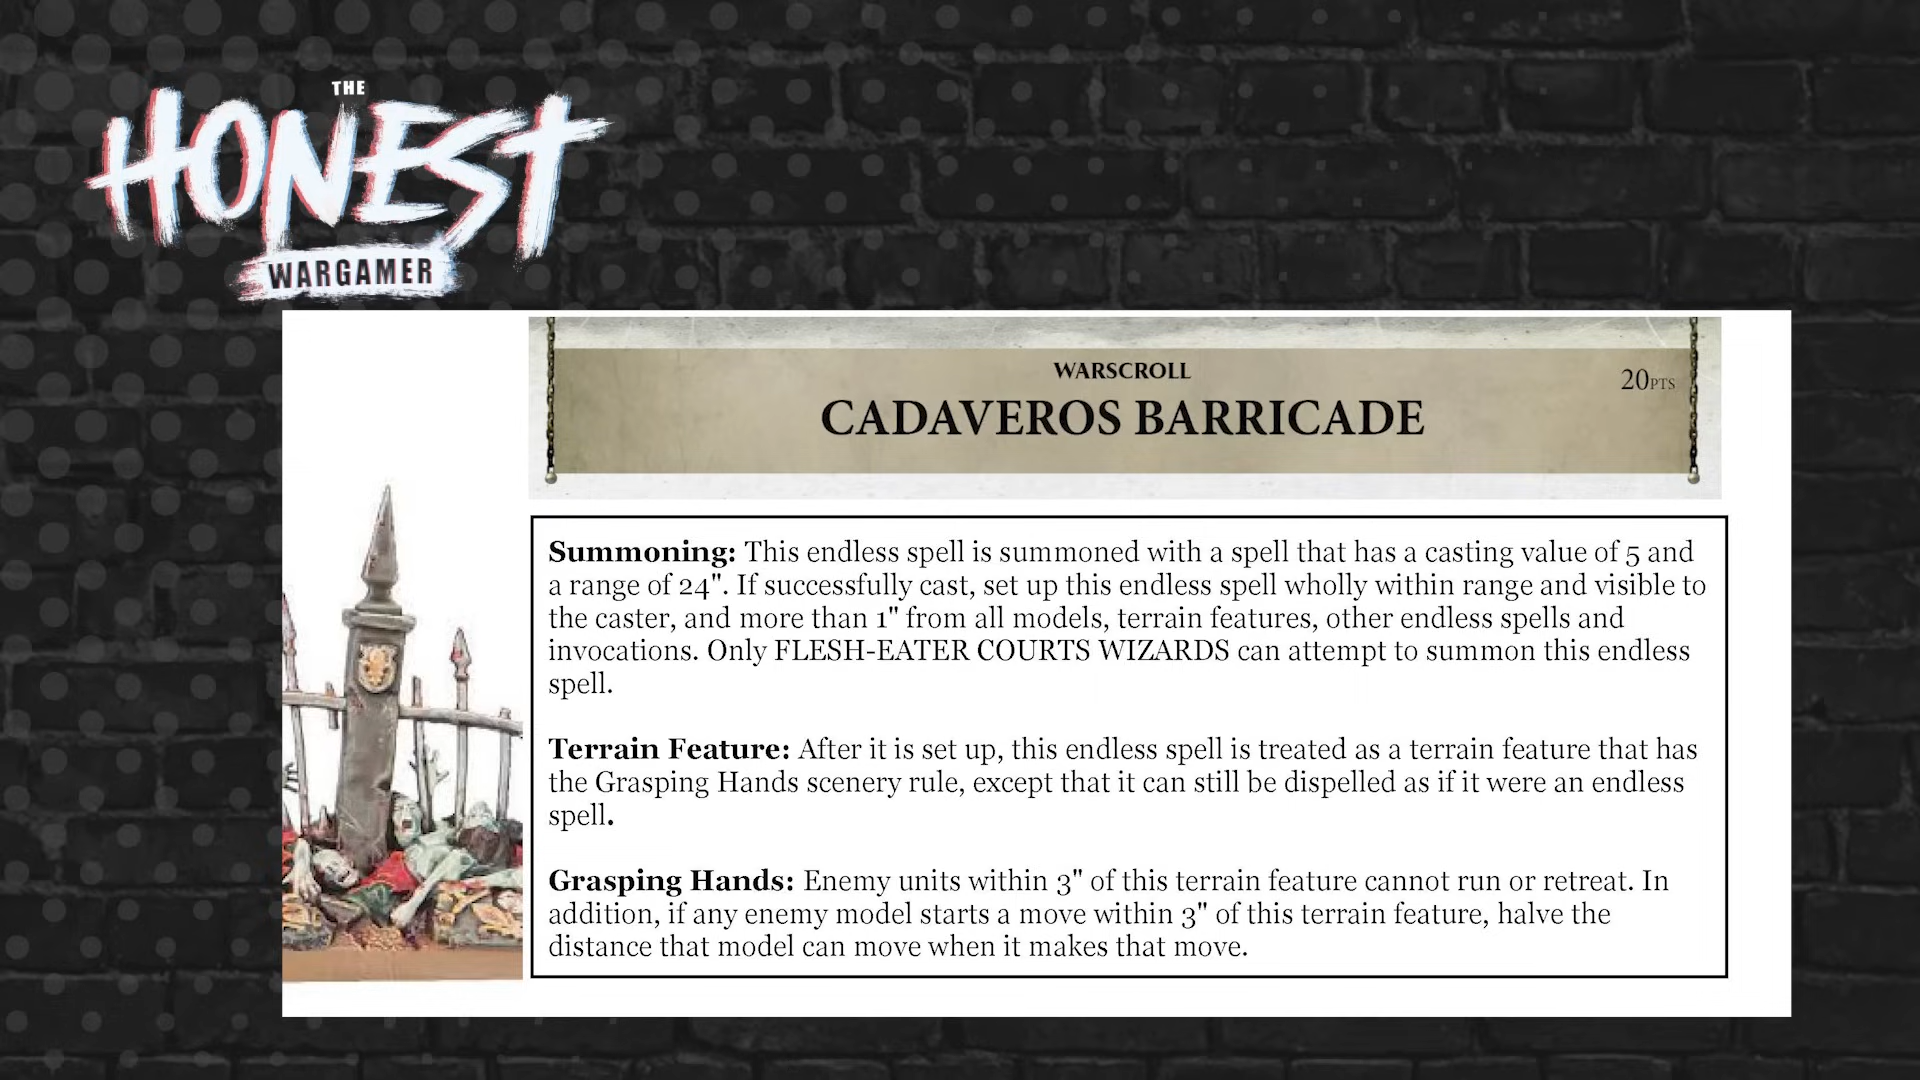 THE
HONEST
WARGAMER
WARSCROLL
20PTS
CADAVEROS BARRICADE
Summoning: This endless spell is summoned with a spell that has a casting value of 5 and
a range of 24". If successfully cast, set up this endless spell wholly within range and visible to
the caster, and more than 1" from all models, terrain features, other endless spells and
invocations. Only FLESH-EATER COURTS WIZARDS can attempt to summon this endless
spell.
Terrain Feature: After it is set up, this endless spell is treated as a terrain feature that has
the Grasping Hands scenery rule, except that it can still be dispelled as if it were an endless
spell.
Grasping Hands: Enemy units within 3" of this terrain feature cannot run or retreat. In
addition, if any enemy model starts a move within 3" of this terrain feature, halve the
distance that model can move when it makes that move.